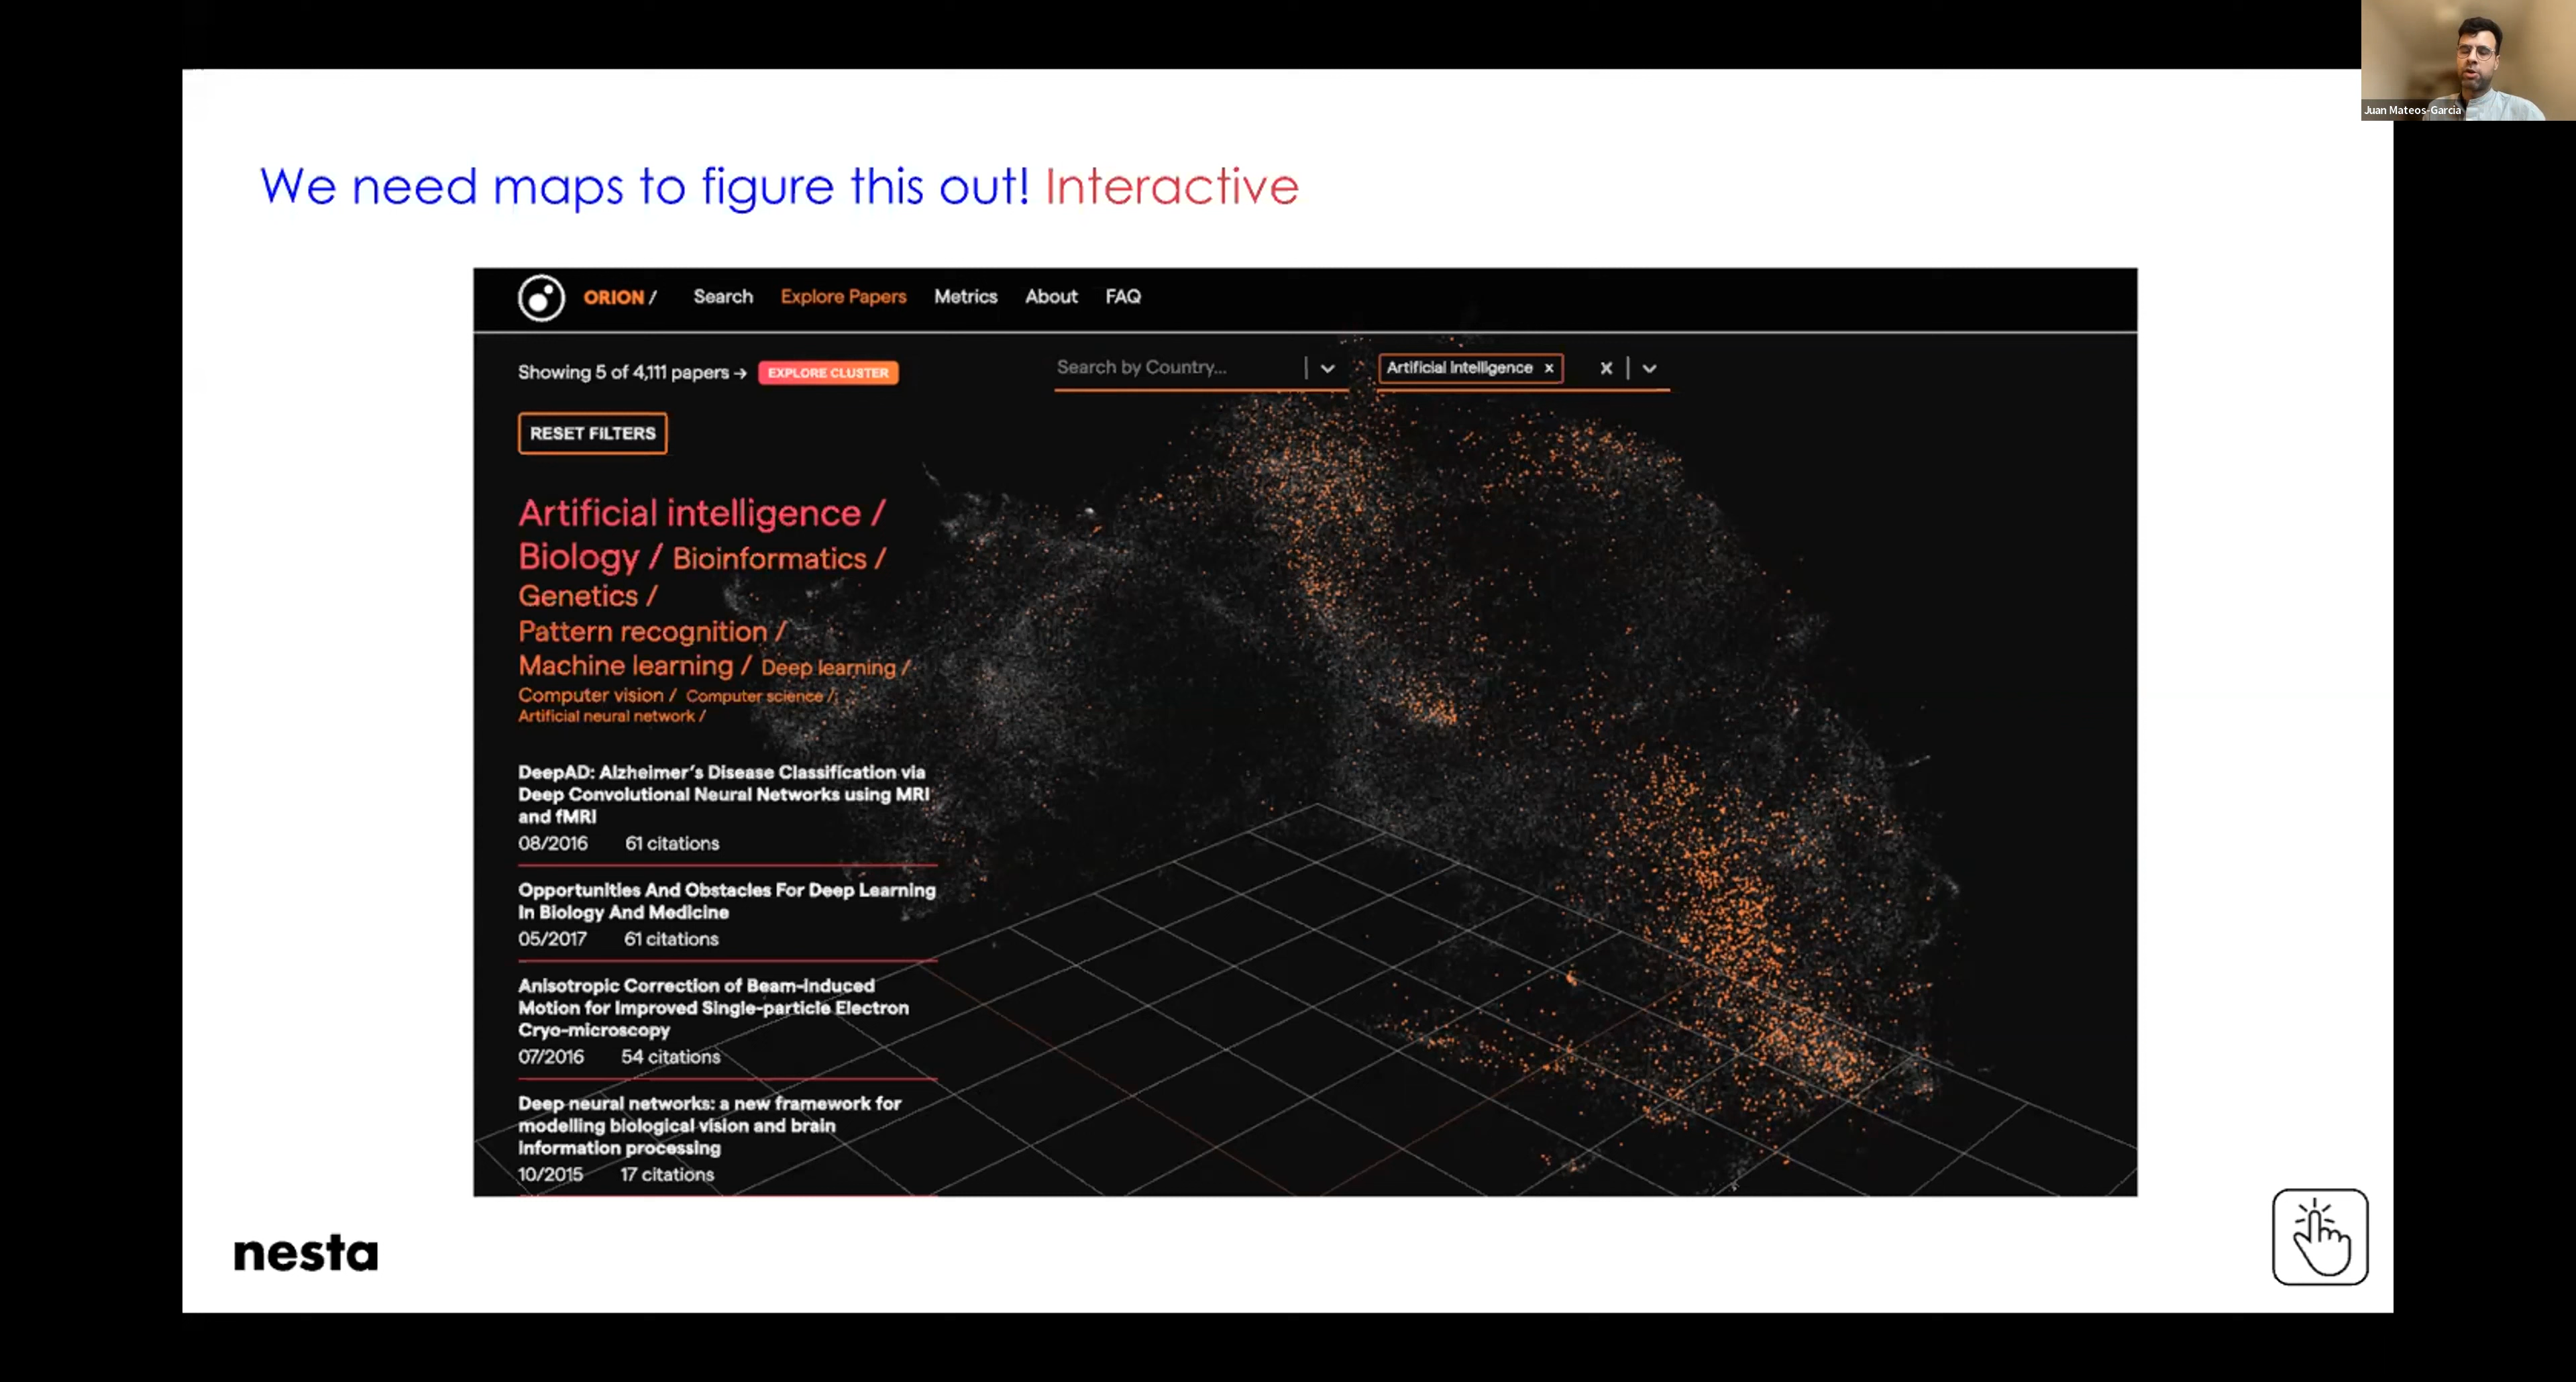 Juan Mateos-Garcia
We need maps to figure this out! Interactive
ORION / Search Explore Papers Metrics About FAQ
Showing 5 of 4,111 papers → EXPLORE CLUSTER Search by Country... Artificial Intelligence × ×
RESET FILTERS
Artificial intelligence /
Biology / Bioinformatics /
Genetics /
Pattern recognition /
Machine learning / Deep learning /
Computer vision / Computer science /
Artificial neural network /
DeepAD: Alzheimer's Disease Classification via
Deep Convolutional Neural Networks using MRI
and fMRI
08/2016 61 citations
Opportunities And Obstacles For Deep Learning
In Biology And Medicine
05/2017 61 citations
Anisotropic Correction of Beam-induced
Motion for Improved Single-particle Electron
Cryo-microscopy
07/2016 54 citations
Deep neural networks: a new framework for
modelling biological vision and brain
information processing
10/2015 17 citations
nesta